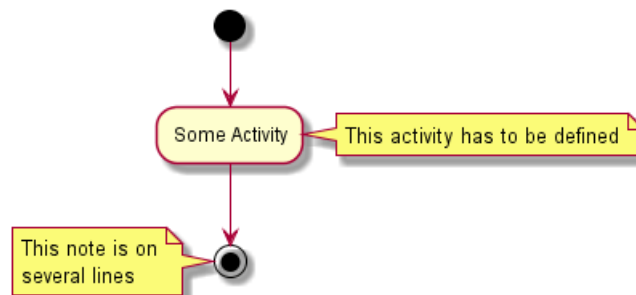 Some Activity
This activity has to be defined
This note is on
several lines